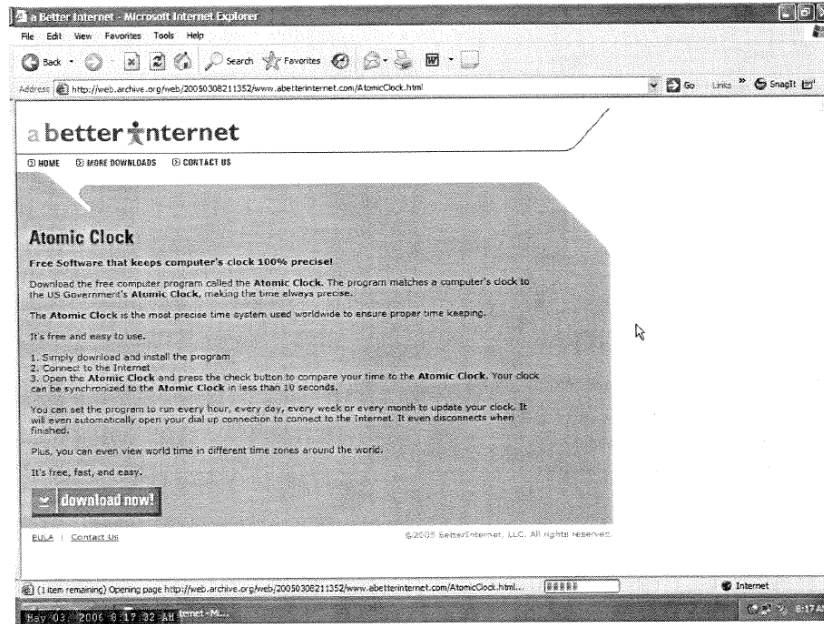 a Better Internet - Microsoft Internet Explorer
File Edit View Favorites Tools Help
Back Search Favorites
Address http://web.archive.org/web/20050308211352/www.abetterinternet.com/AtomicClock.html Go Links » SnagIt
a better internet
HOME MORE DOWNLOADS CONTACT US
Atomic Clock
Free Software that keeps computer's clock 100% precise!
Download the free computer program called the Atomic Clock. The program matches a computer's clock to
the US Government's Atomic Clock, making the time always precise.
The Atomic Clock is the most precise time system used worldwide to ensure proper time keeping.
It's free and easy to use.
1. Simply download and install the program
2. Connect to the Internet
3. Open the Atomic Clock and press the check button to compare your time to the Atomic Clock. Your clock
can be synchronized to the Atomic Clock in less than 10 seconds.
You can set the program to run every hour, every day, every week or every month to update your clock. It
will even automatically open your dial up connection to connect to the Internet. It even disconnects when
finished.
Plus, you can even view world time in different time zones around the world.
It's free, fast, and easy.
download now!
EULA | Contact Us ©2005 BetterInternet, LLC. All rights reserved.
(1 item remaining) Opening page http://web.archive.org/web/20050308211352/www.abetterinternet.com/AtomicClock.html... Internet
May 03, 2006 8:17:32 AM ternet - M... 8:17 AM